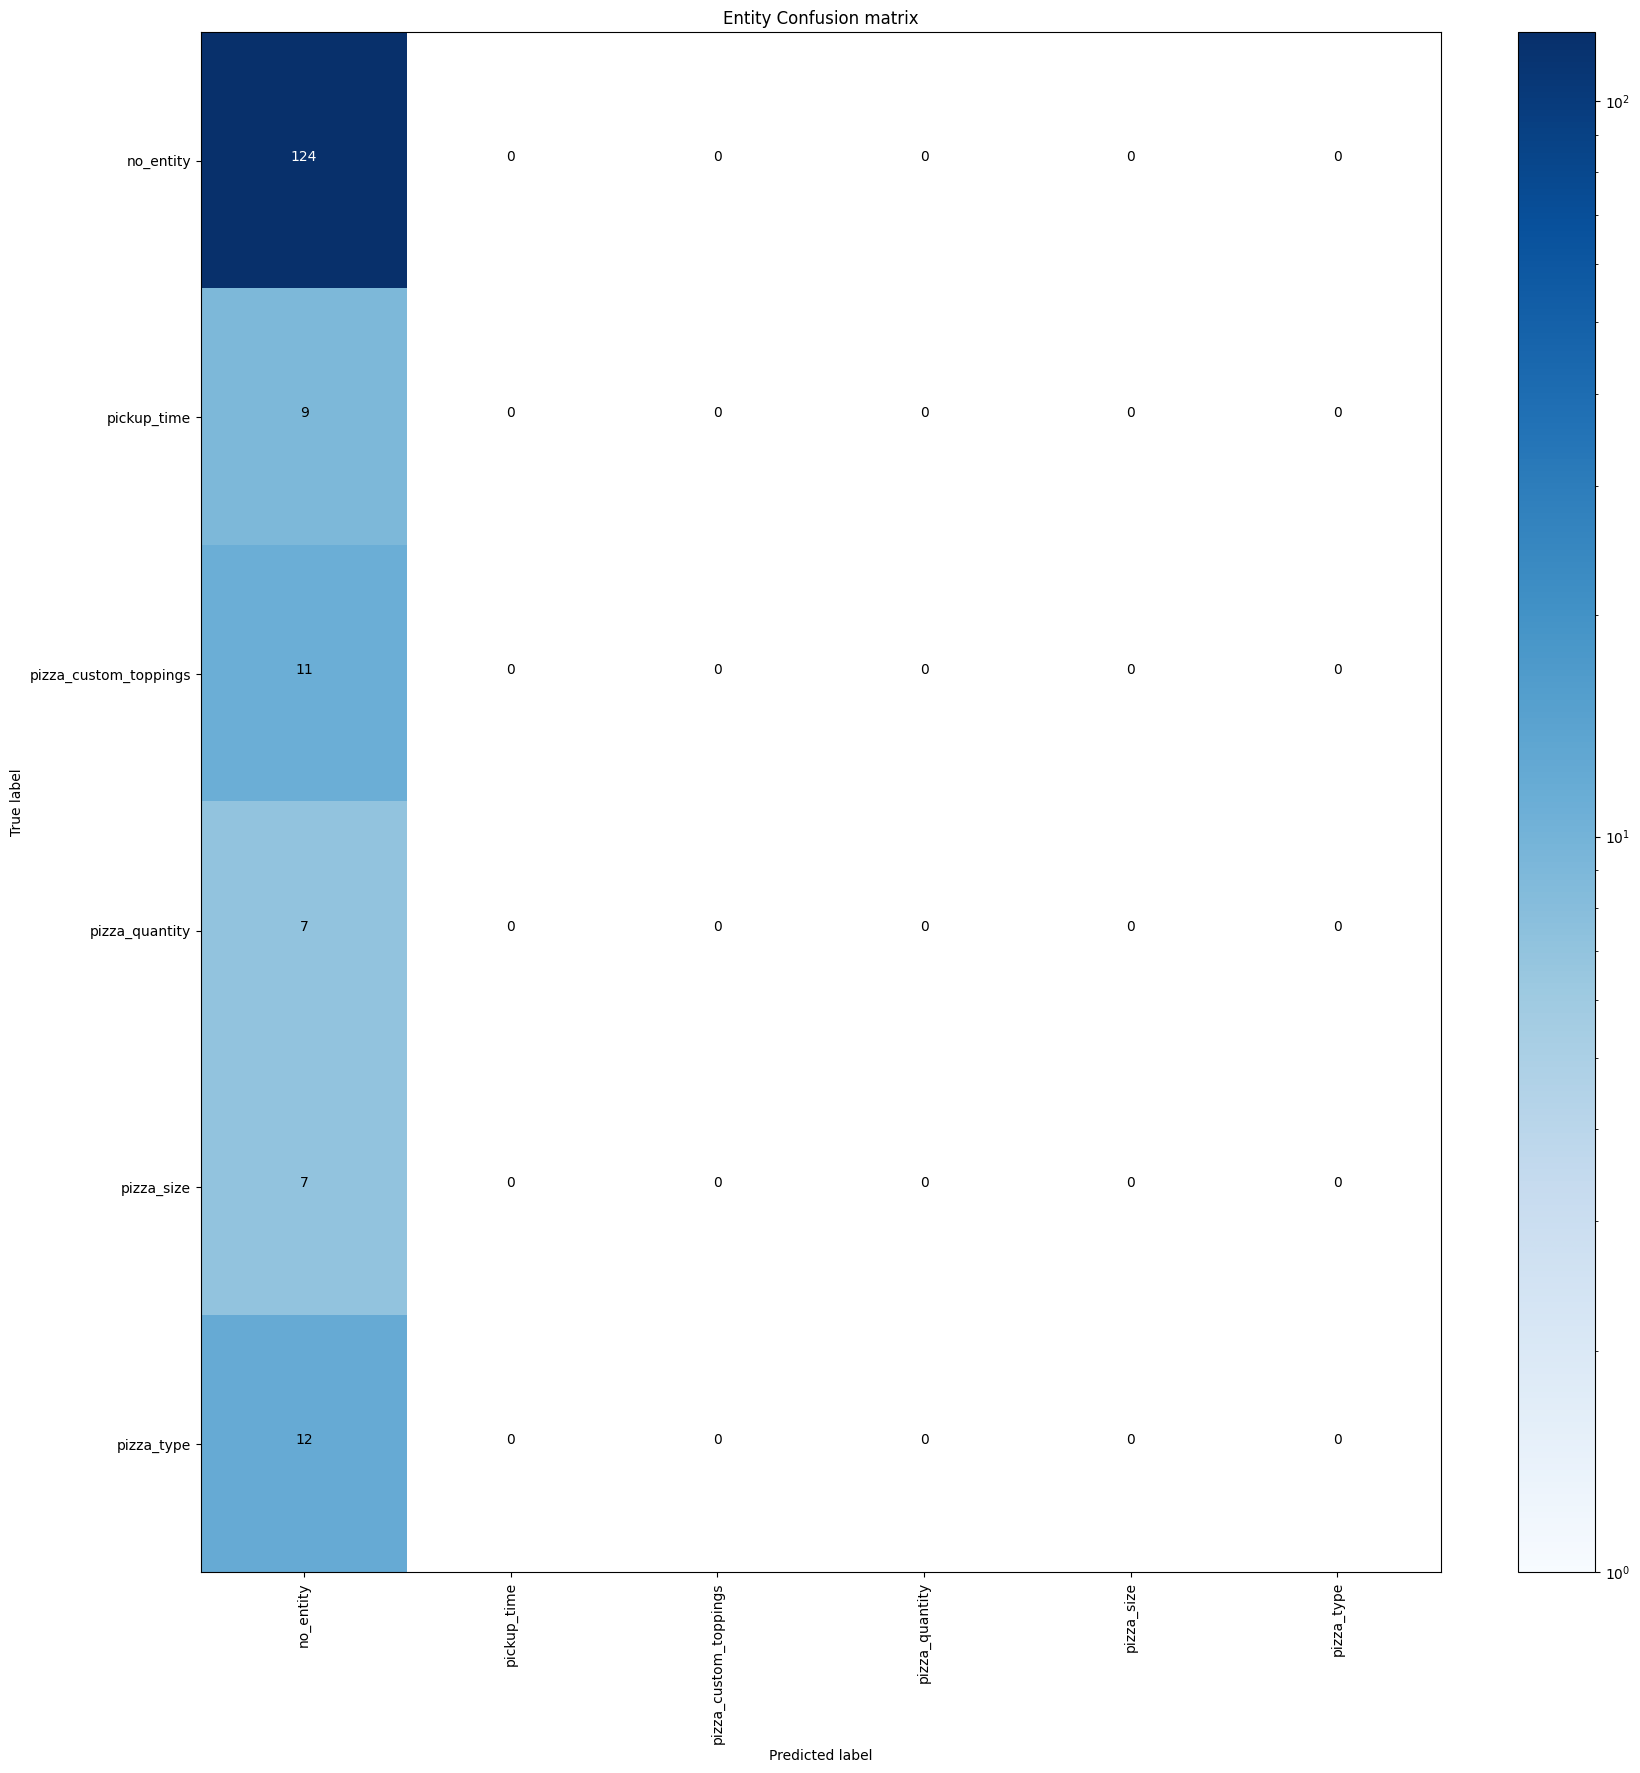 Entity Confusion matrix
no_entity
124 0 0 0 0 0
pickup_time
9 0 0 0 0 0
pizza_custom_toppings
11 0 0 0 0 0
pizza_quantity
7 0 0 0 0 0
pizza_size
7 0 0 0 0 0
pizza_type
12 0 0 0 0 0
True label
no_entity
pickup_time
pizza_custom_toppings
pizza_quantity
pizza_size
pizza_type
Predicted label
10²
10¹
10⁰